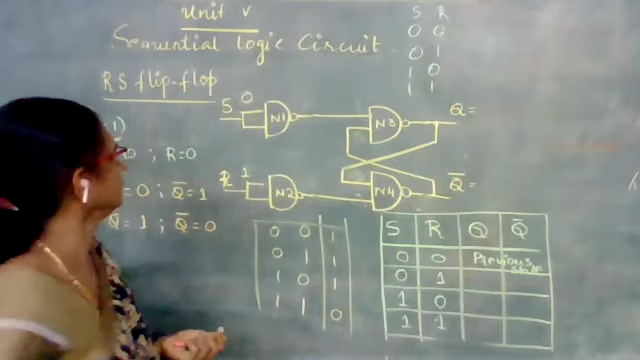 Unit V
Sequential logic Circuit
S R
0 0
0 1
1 0
1 1
RS flip-flop
S 0 N1 N3 Q =
R 1 N2 N4 Q̅ =
1)
0 ; R=0
=0 ; Q̅ = 1
Q = 1 ; Q̅ = 0
0 0 1
0 1 1
1 0 1
1 1 0
S R Q Q̅
0 0 Previous state
0 1
1 0
1 1